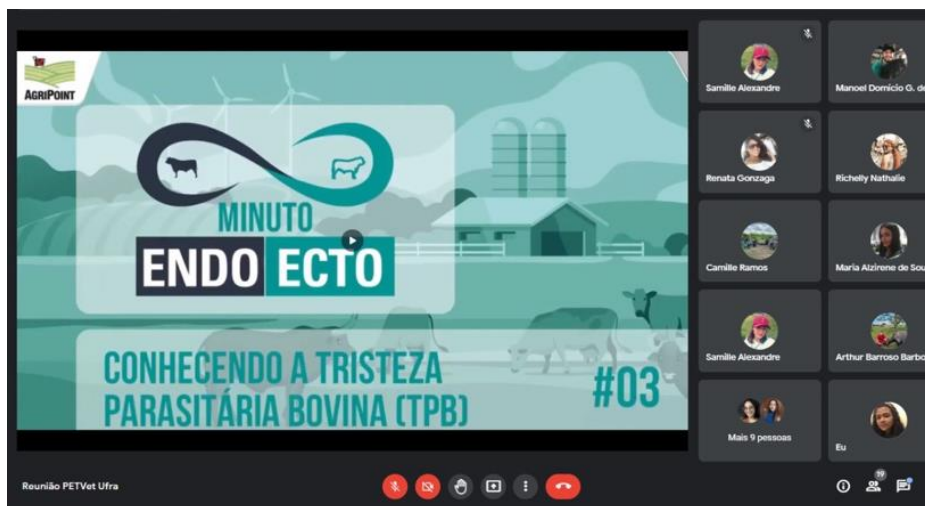 AGRIPOINT
MINUTO
ENDO ECTO
CONHECENDO A TRISTEZA
PARASITÁRIA BOVINA (TPB)
#03
Samille Alexandre
Manoel Domício G. de
Renata Gonzaga
Richelly Nathalie
Camille Ramos
Maria Alzirene de Sou
Samille Alexandre
Arthur Barroso Barbo
Mais 9 pessoas
Eu
Reunião PETVet Ufra
19